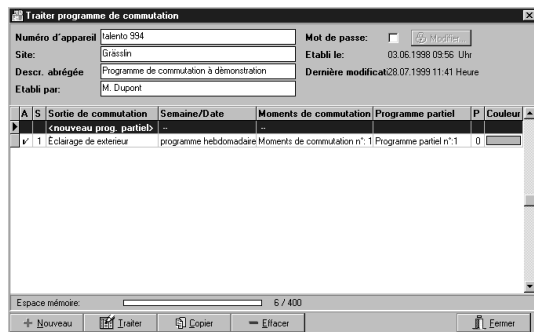 Traiter programme de commutation
Numéro d'appareil talento 994 Mot de passe: Modifier...
Site: Grässlin Etabli le: 03.06.1998 09:56 Uhr
Descr. abrégée Programme de commutation à démonstration Dernière modificati28.07.1999 11:41 Heure
Etabli par: M. Dupont
A S Sortie de commutation Semaine/Date Moments de commutation Programme partiel P Couleur
<nouveau prog. partiel> -- --
1 Éclairage de exterieur programme hebdomadaire Moments de commutation n°: 1 Programme partiel n°:1 0
Espace mémoire: 6 / 400
Nouveau Traiter Copier Effacer Fermer